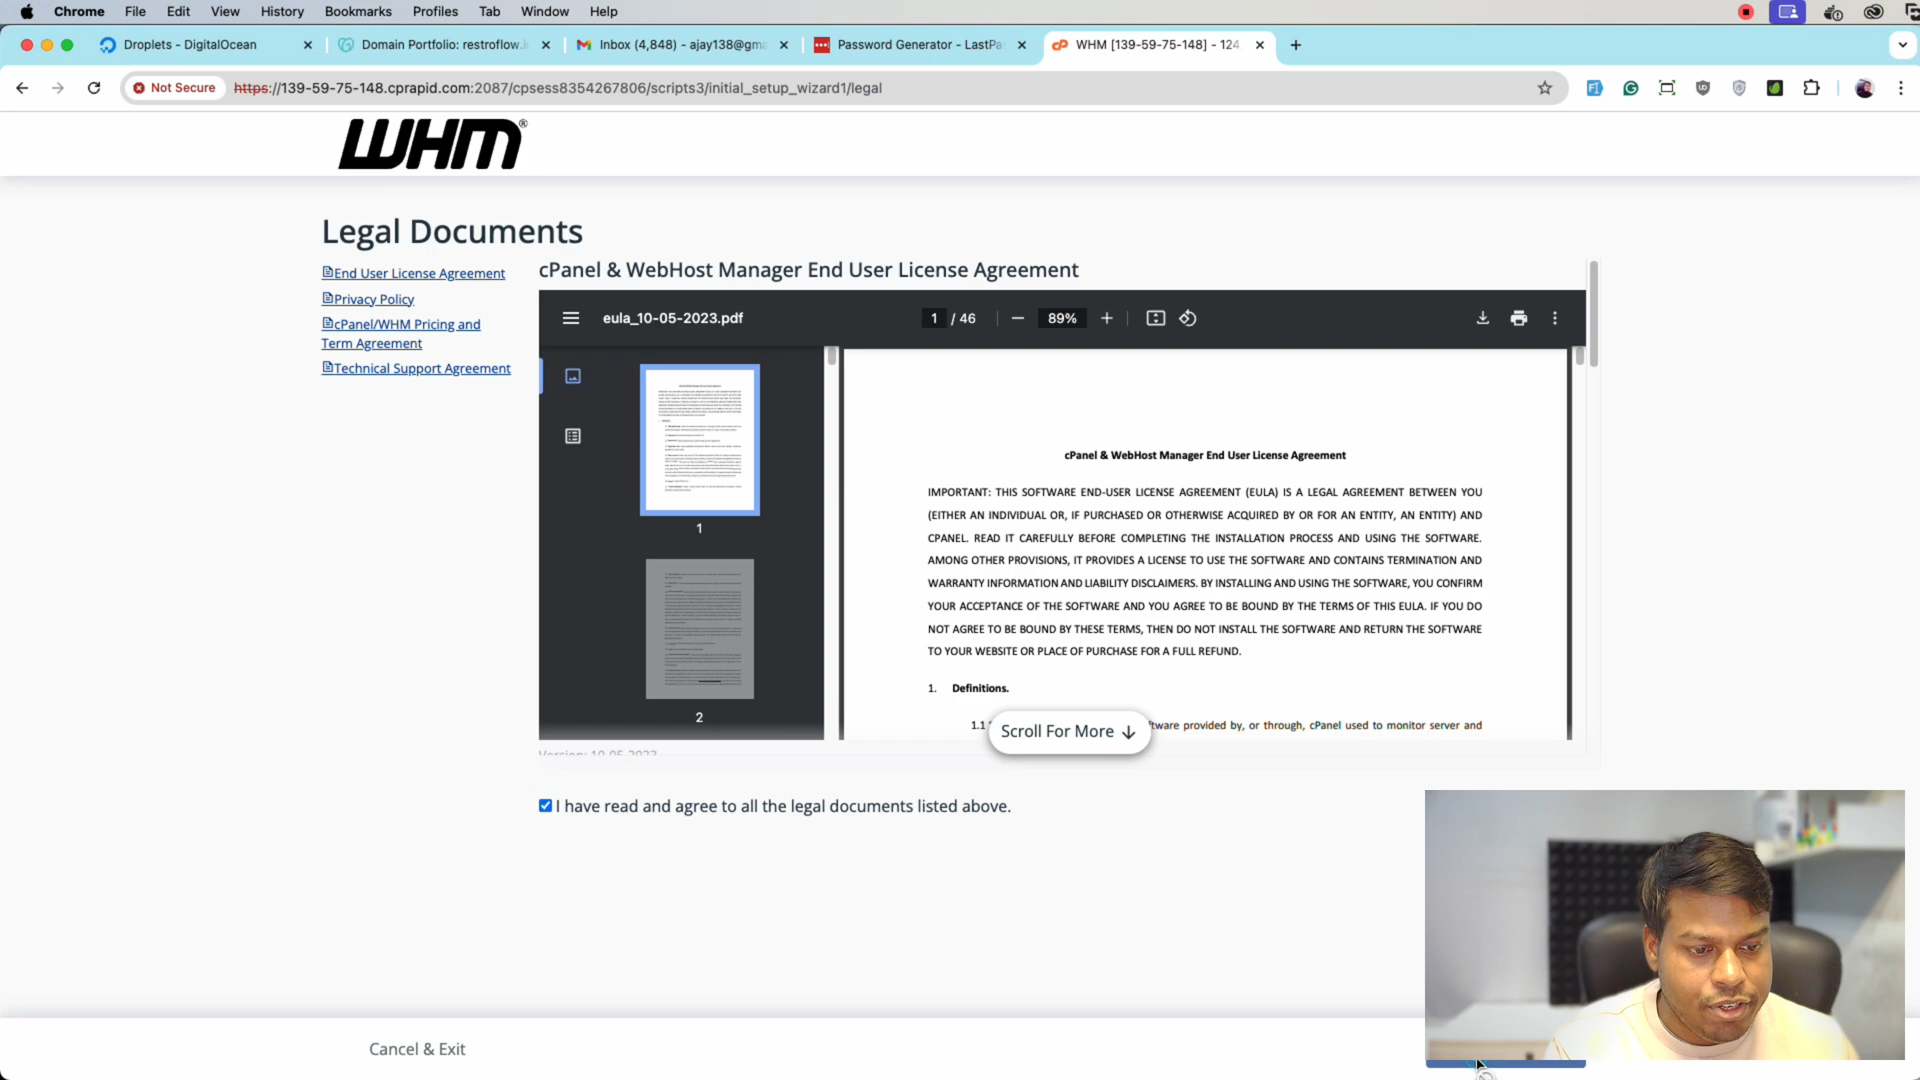 Chrome File Edit View History Bookmarks Profiles Tab Window Help
Droplets - DigitalOcean
Domain Portfolio: restroflow.i
Inbox (4,848) - ajay138@gma
Password Generator - LastPa
WHM [139-59-75-148] - 124
Not Secure https://139-59-75-148.cprapid.com:2087/cpsess8354267806/scripts3/initial_setup_wizard1/legal
WHM®
Legal Documents
End User License Agreement
Privacy Policy
cPanel/WHM Pricing and
Term Agreement
Technical Support Agreement
cPanel & WebHost Manager End User License Agreement
eula_10-05-2023.pdf
1 / 46
89%
1
2
cPanel & WebHost Manager End User License Agreement
IMPORTANT: THIS SOFTWARE END-USER LICENSE AGREEMENT (EULA) IS A LEGAL AGREEMENT BETWEEN YOU
(EITHER AN INDIVIDUAL OR, IF PURCHASED OR OTHERWISE ACQUIRED BY OR FOR AN ENTITY, AN ENTITY) AND
CPANEL. READ IT CAREFULLY BEFORE COMPLETING THE INSTALLATION PROCESS AND USING THE SOFTWARE.
AMONG OTHER PROVISIONS, IT PROVIDES A LICENSE TO USE THE SOFTWARE AND CONTAINS TERMINATION AND
WARRANTY INFORMATION AND LIABILITY DISCLAIMERS. BY INSTALLING AND USING THE SOFTWARE, YOU CONFIRM
YOUR ACCEPTANCE OF THE SOFTWARE AND YOU AGREE TO BE BOUND BY THE TERMS OF THIS EULA. IF YOU DO
NOT AGREE TO BE BOUND BY THESE TERMS, THEN DO NOT INSTALL THE SOFTWARE AND RETURN THE SOFTWARE
TO YOUR WEBSITE OR PLACE OF PURCHASE FOR A FULL REFUND.
1. Definitions.
1.1 ftware provided by, or through, cPanel used to monitor server and
Scroll For More
Version: 10-05-2023
I have read and agree to all the legal documents listed above.
Cancel & Exit